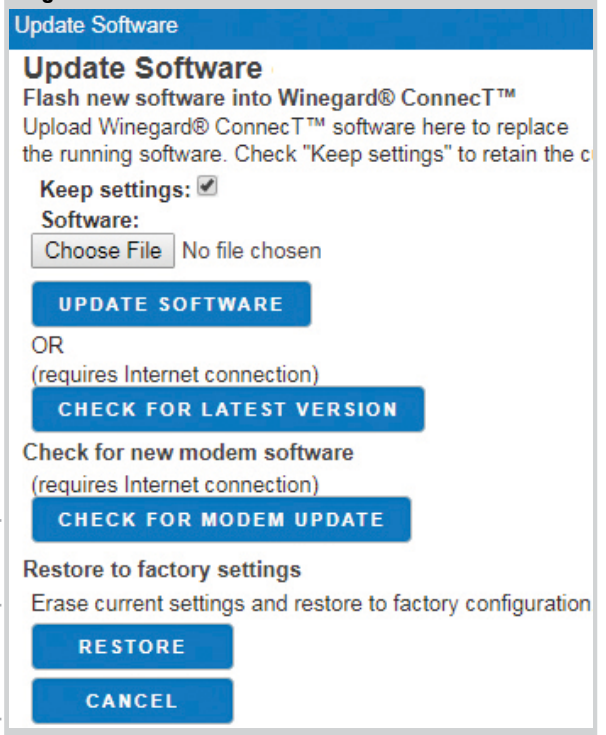 Update Software
Update Software
Flash new software into Winegard® ConnecT™
Upload Winegard® ConnecT™ software here to replace
the running software. Check "Keep settings" to retain the
Keep settings:
Software:
Choose File No file chosen
UPDATE SOFTWARE
OR
(requires Internet connection)
CHECK FOR LATEST VERSION
Check for new modem software
(requires Internet connection)
CHECK FOR MODEM UPDATE
Restore to factory settings
Erase current settings and restore to factory configuration
RESTORE
CANCEL